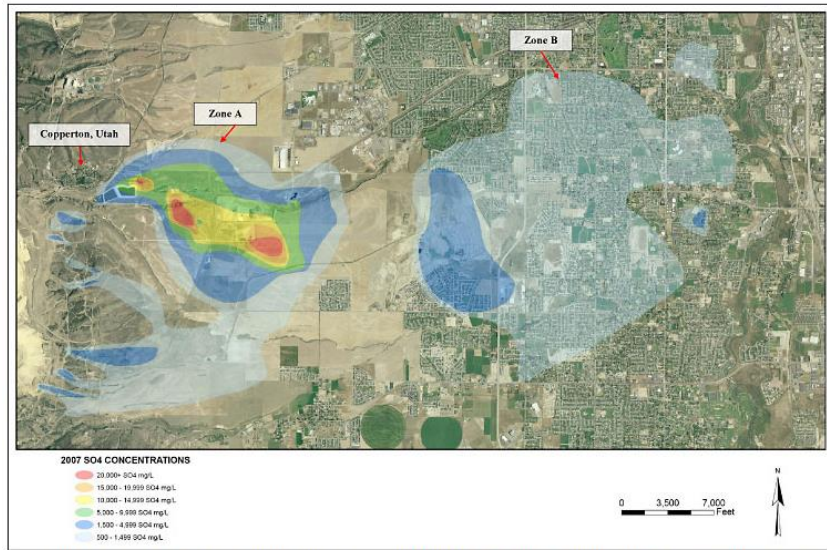 Zone B
Zone A
Copperton, Utah
2007 SO4 CONCENTRATIONS
20,000+ SO4 mg/L
15,000 - 19,999 SO4 mg/L
10,000 - 14,999 SO4 mg/L
5,000 - 9,999 SO4 mg/L
1,500 - 4,999 SO4 mg/L
500 - 1,499 SO4 mg/L
0 3,500 7,000
Feet
N